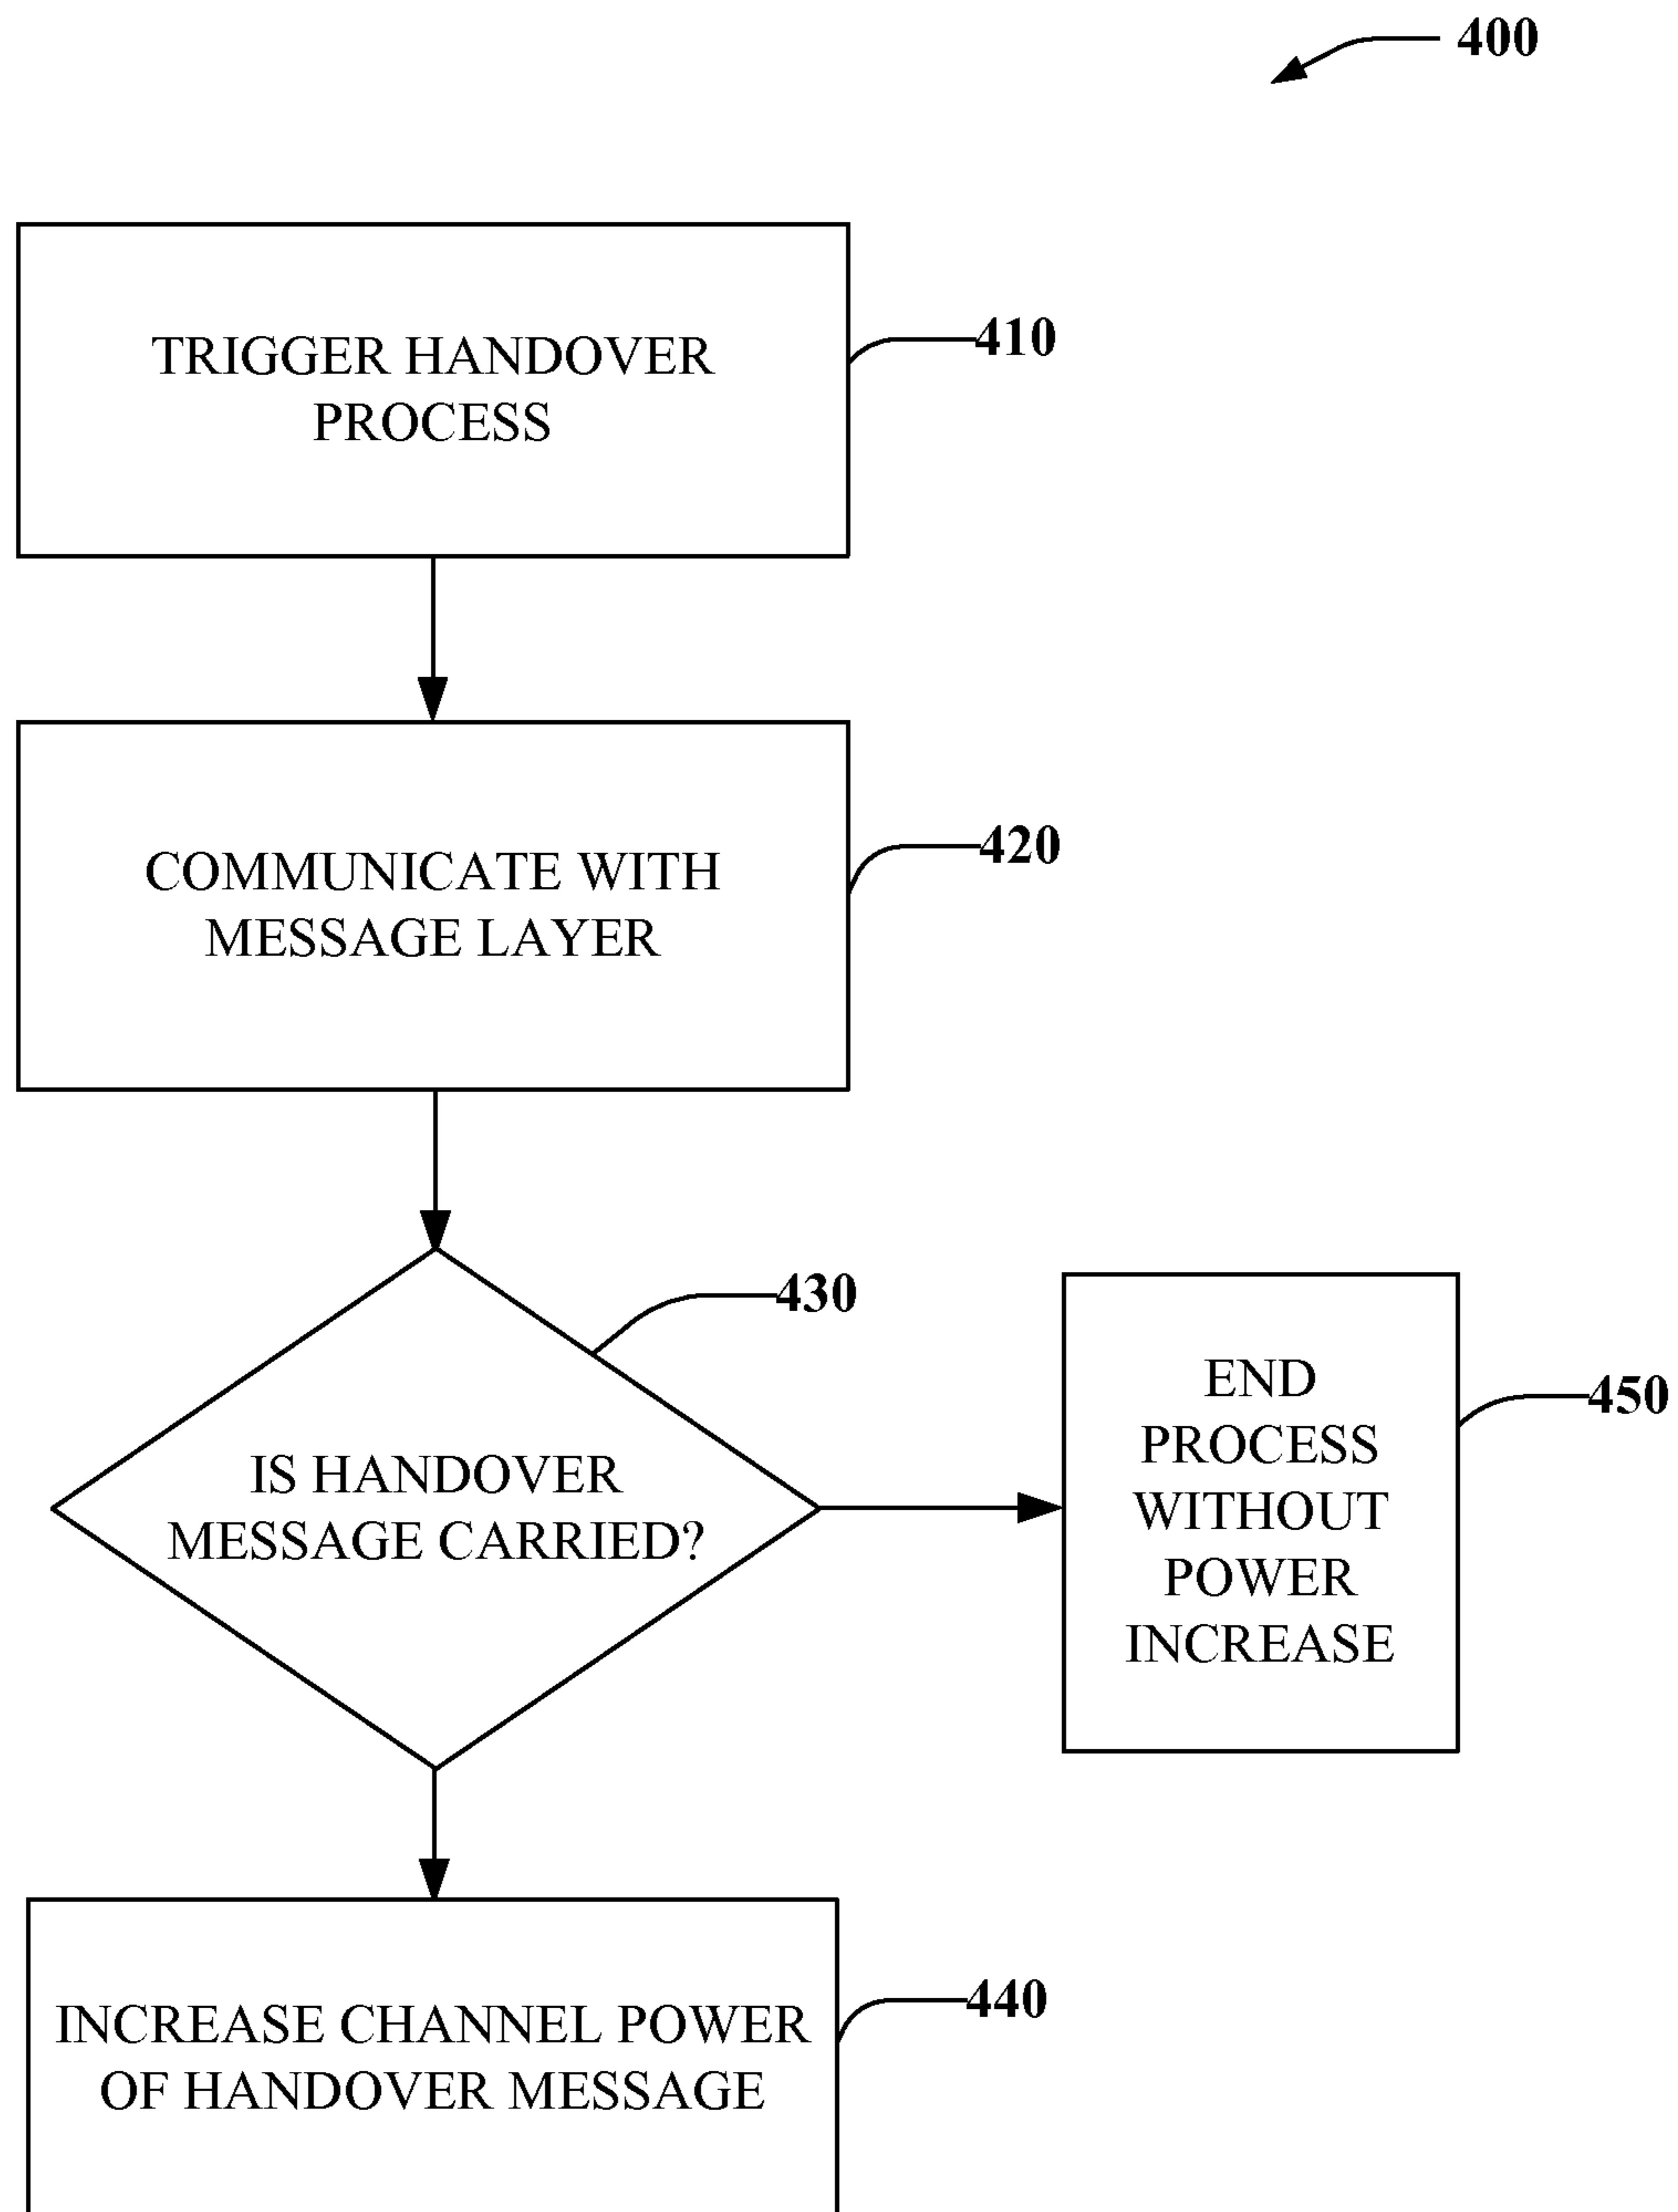 400
TRIGGER HANDOVER
PROCESS
410
COMMUNICATE WITH
MESSAGE LAYER
420
430
IS HANDOVER
MESSAGE CARRIED?
END
PROCESS
WITHOUT
POWER
INCREASE
450
INCREASE CHANNEL POWER
OF HANDOVER MESSAGE
440